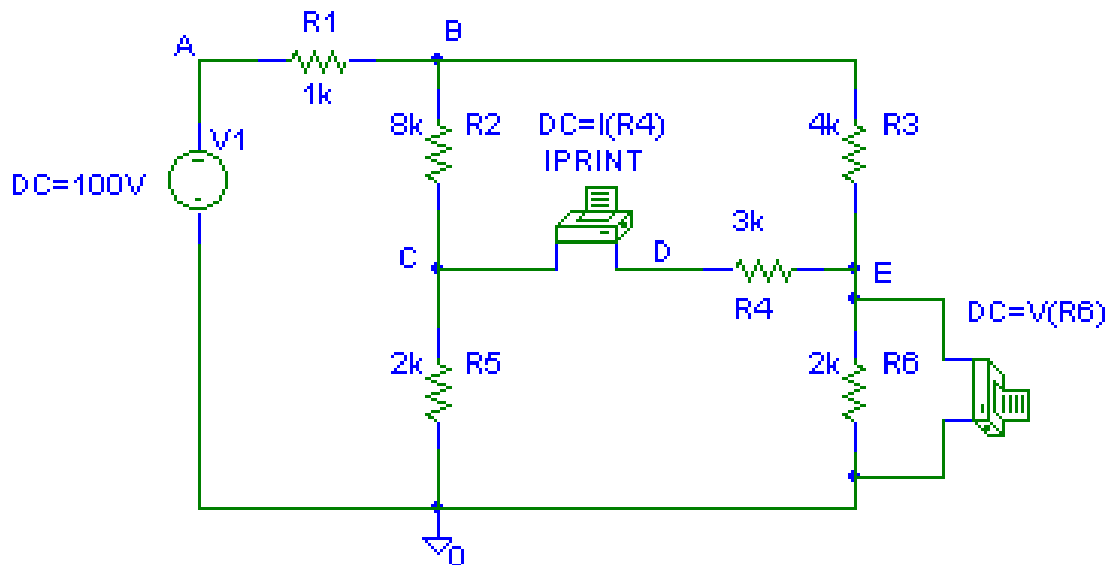 R1
A
B
1k
V1
DC=100V
8k R2
DC=I(R4)
IPRINT
4k R3
C
D
3k
E
R4
DC=V(R6)
2k R5
2k R6
0